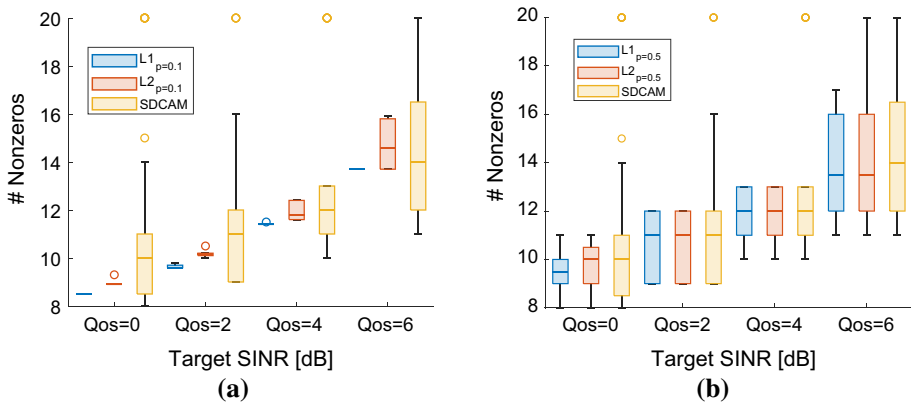 20
18
16
14
12
10
8
# Nonzeros
L1p=0.1
L2p=0.1
SDCAM
Qos=0 Qos=2 Qos=4 Qos=6
Target SINR [dB]
(a)
20
18
16
14
12
10
8
# Nonzeros
L1p=0.5
L2p=0.5
SDCAM
Qos=0 Qos=2 Qos=4 Qos=6
Target SINR [dB]
(b)